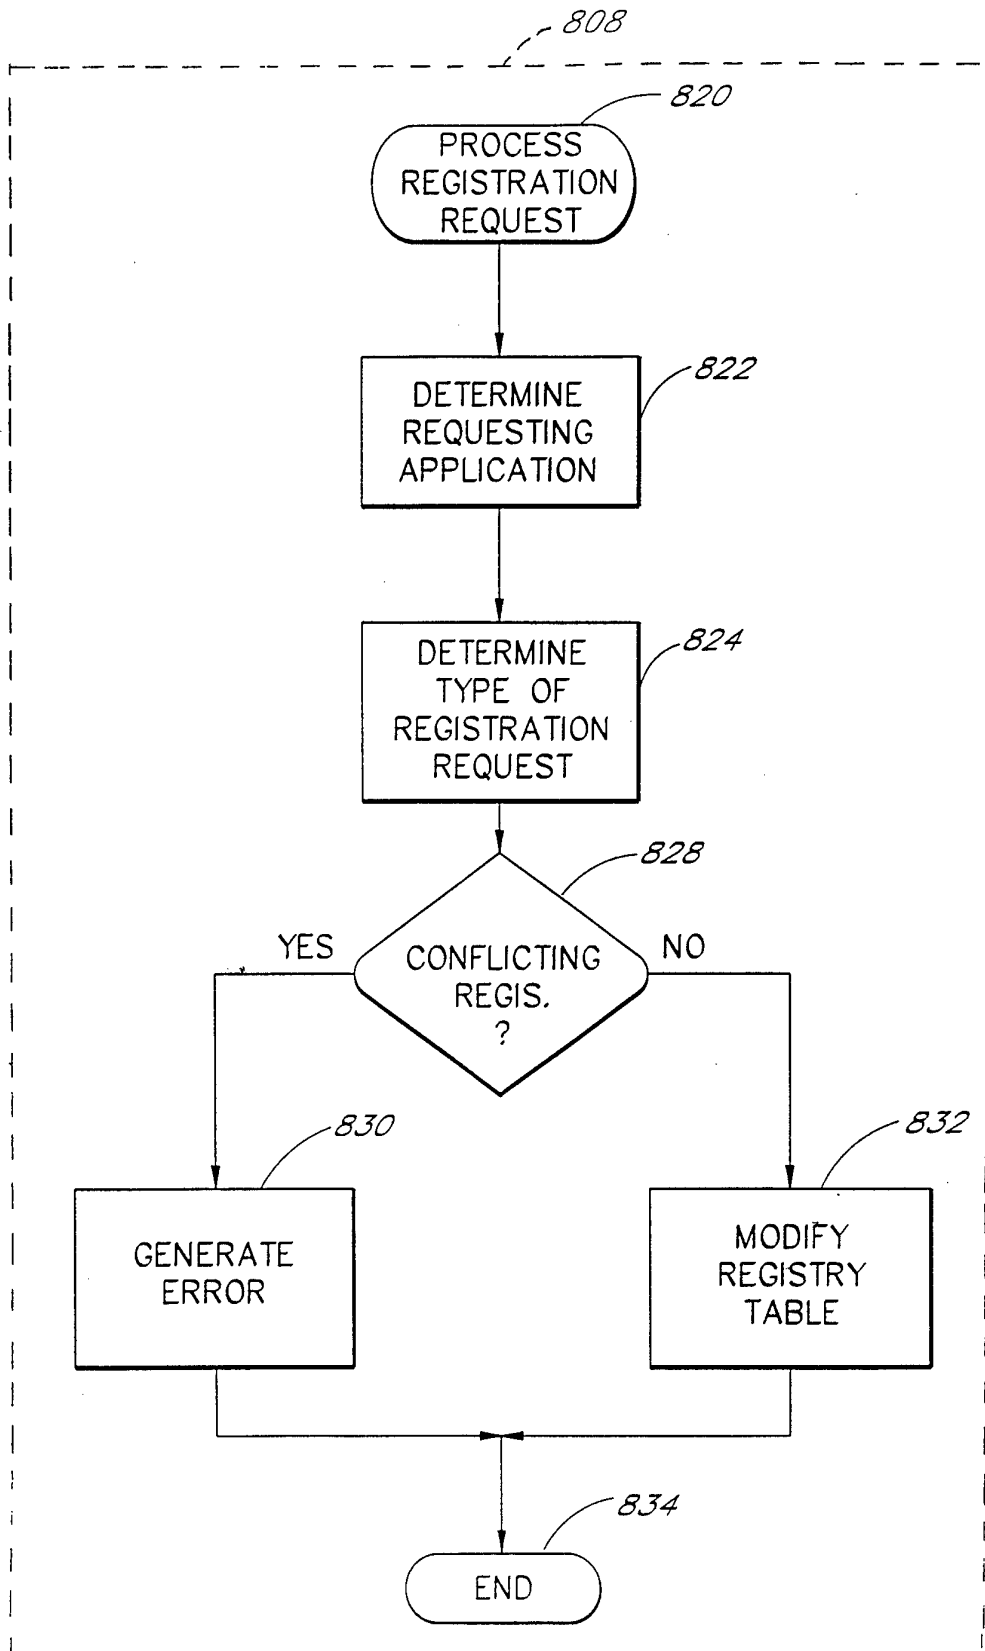 808
820
PROCESS
REGISTRATION
REQUEST
822
DETERMINE
REQUESTING
APPLICATION
824
DETERMINE
TYPE OF
REGISTRATION
REQUEST
828
YES
CONFLICTING
REGIS.
?
NO
830
832
GENERATE
ERROR
MODIFY
REGISTRY
TABLE
834
END